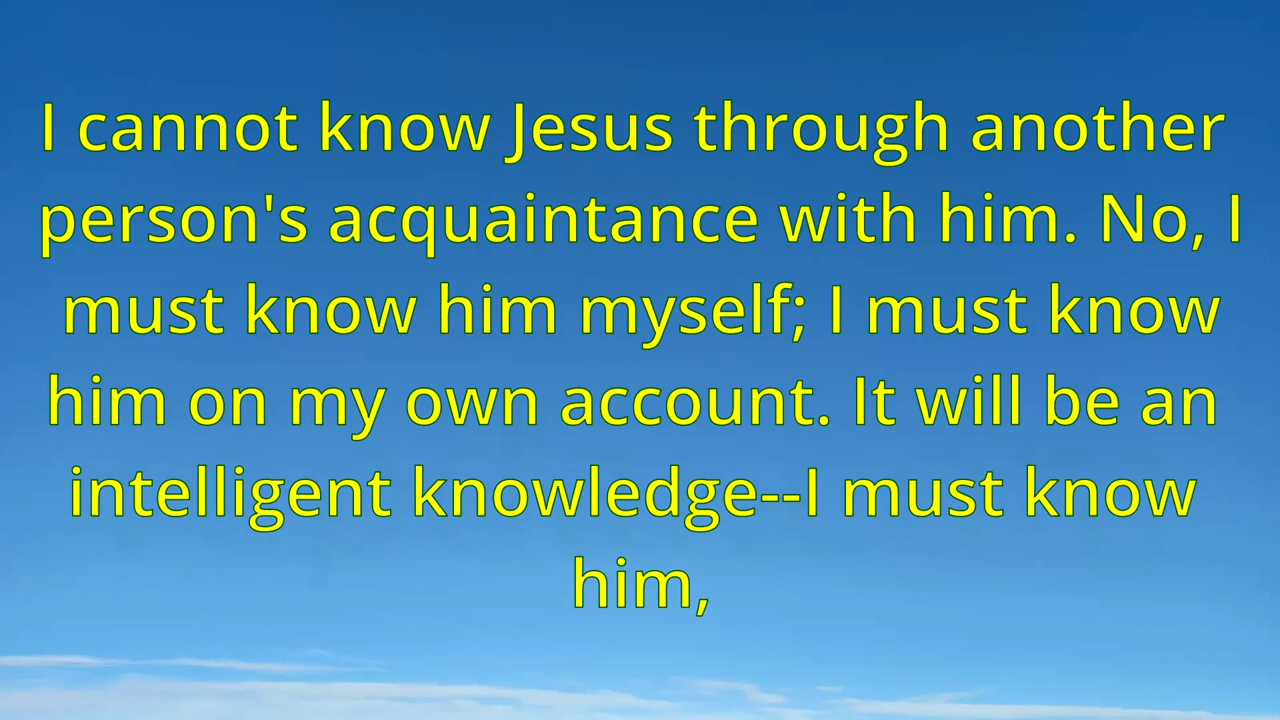 I cannot know Jesus through another
person's acquaintance with him. No, I
must know him myself; I must know
him on my own account. It will be an
intelligent knowledge--I must know
him,